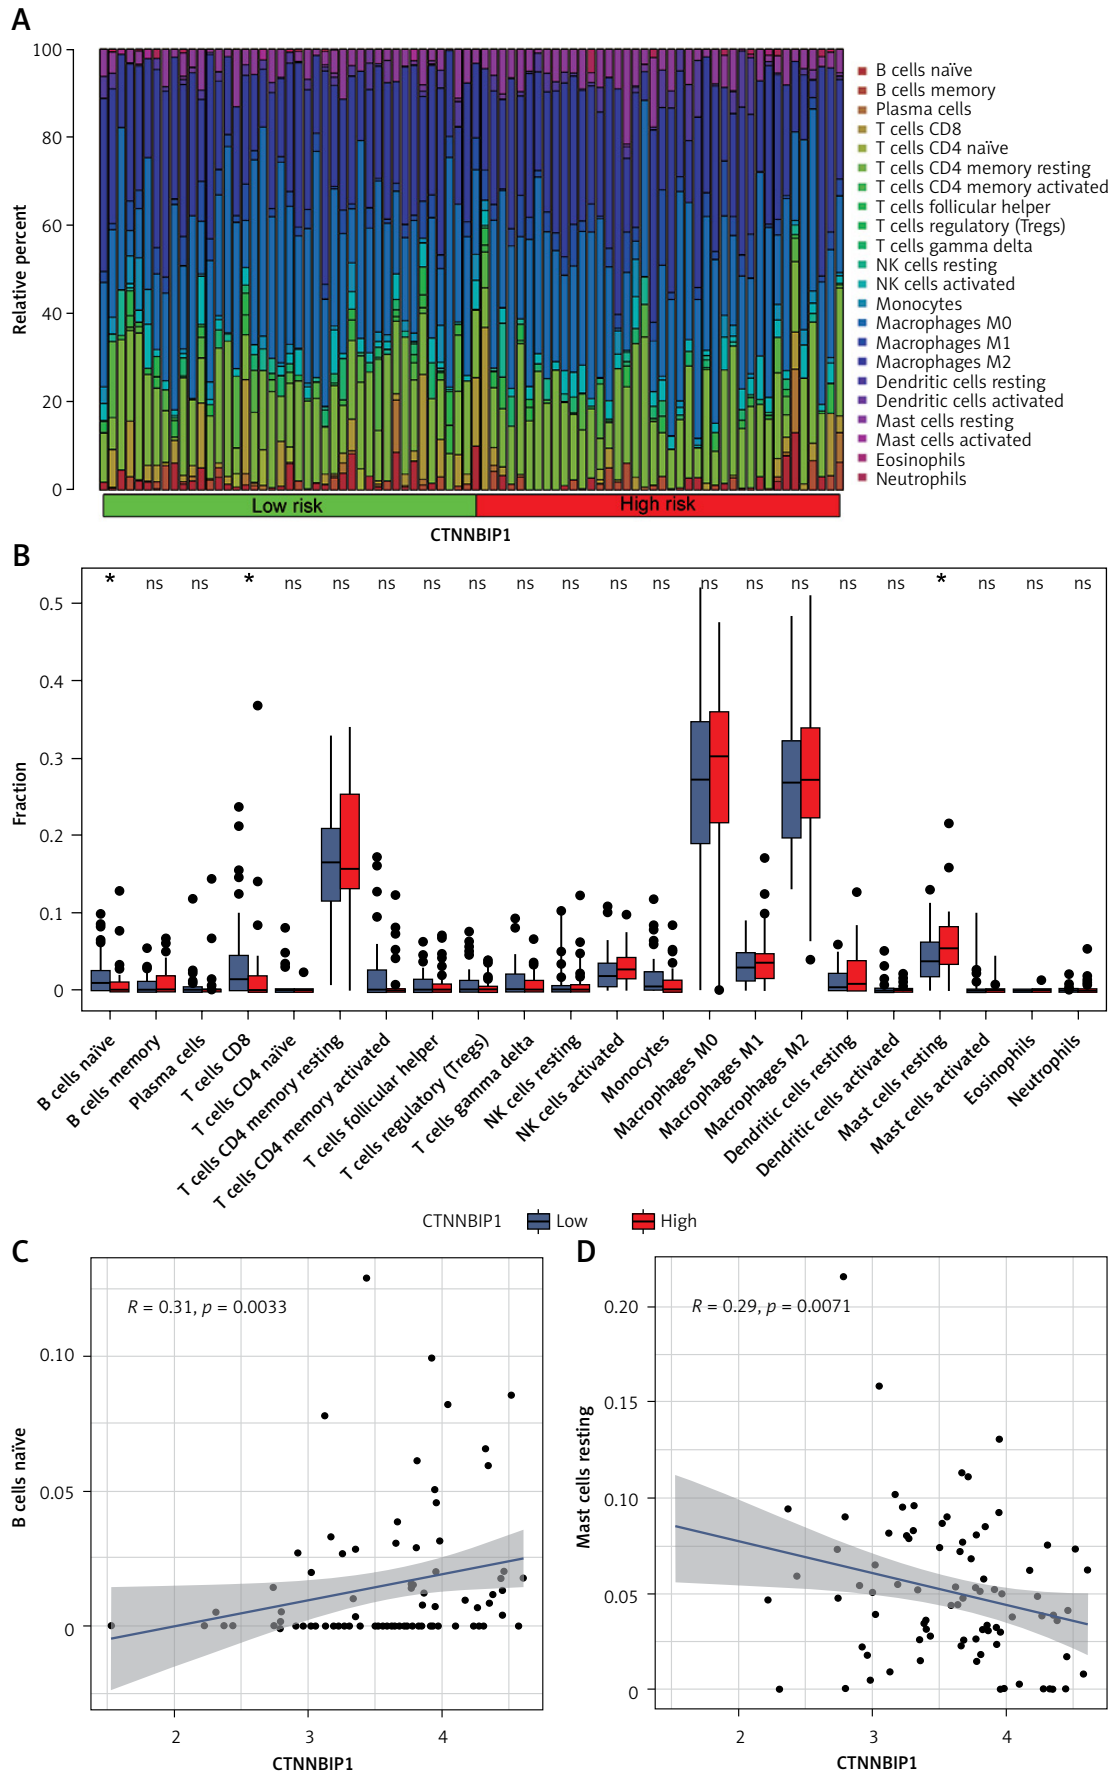 A
100
80
60
40
20
0
Relative percent
B cells naïve
B cells memory
Plasma cells
T cells CD8
T cells CD4 naïve
T cells CD4 memory resting
T cells CD4 memory activated
T cells follicular helper
T cells regulatory (Tregs)
T cells gamma delta
NK cells resting
NK cells activated
Monocytes
Macrophages M0
Macrophages M1
Macrophages M2
Dendritic cells resting
Dendritic cells activated
Mast cells resting
Mast cells activated
Eosinophils
Neutrophils
Low risk High risk
CTNNBIP1
B
* ns ns * ns ns ns ns ns ns ns ns ns ns ns ns ns ns * ns ns ns
0.5
0.4
0.3
0.2
0.1
0
Fraction
B cells naïve
B cells memory
Plasma cells
T cells CD8
T cells CD4 naïve
T cells CD4 memory resting
T cells CD4 memory activated
T cells follicular helper
T cells regulatory (Tregs)
T cells gamma delta
NK cells resting
NK cells activated
Monocytes
Macrophages M0
Macrophages M1
Macrophages M2
Dendritic cells resting
Dendritic cells activated
Mast cells resting
Mast cells activated
Eosinophils
Neutrophils
CTNNBIP1 Low High
C
R = 0.31, p = 0.0033
0.10
0.05
0
B cells naïve
2 3 4
CTNNBIP1
D
R = 0.29, p = 0.0071
0.20
0.15
0.10
0.05
0
Mast cells resting
2 3 4
CTNNBIP1